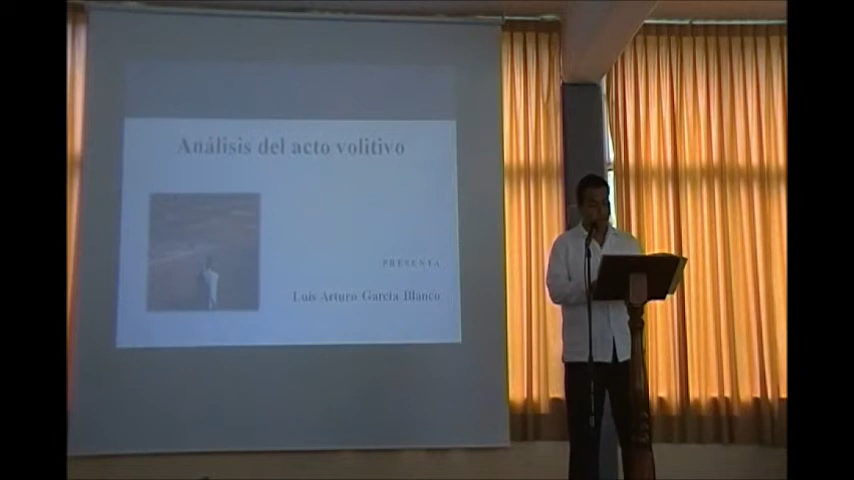 Análisis del acto volitivo
PRESENTA
Luis Arturo García Blanco